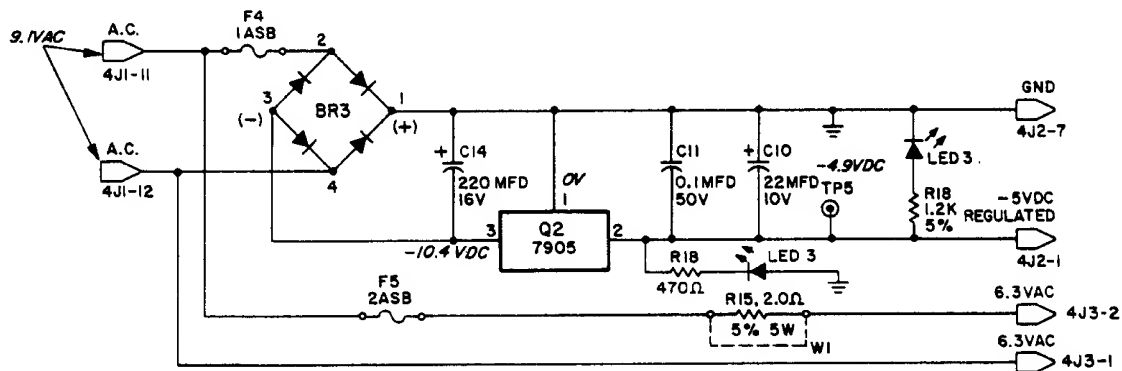 9.1VAC
A.C.
4J1-11
F4
1ASB
2
3
(-)
BR3
1
(+)
4
A.C.
4J1-12
+
C14
220 MFD
16V
0V
1
3
Q2
7905
2
-10.4 VDC
C11
0.1MFD
50V
+
C10
22MFD
10V
-4.9VDC
TP5
LED 3.
R18
1.2K
5%
GND
4J2-7
-5VDC
REGULATED
4J2-1
R18
470Ω
LED 3
F5
2ASB
R15, 2.0Ω
5% 5W
W1
6.3VAC
4J3-2
6.3VAC
4J3-1